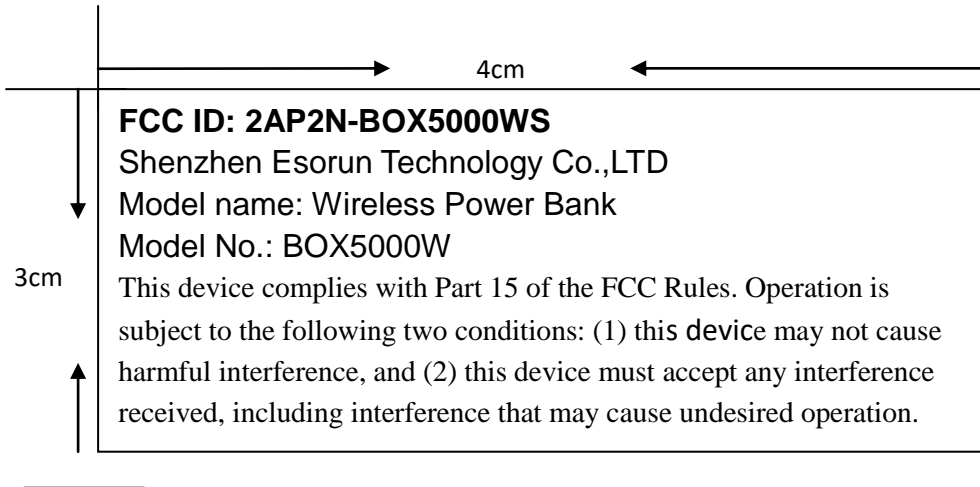 4cm
FCC ID: 2AP2N-BOX5000WS
Shenzhen Esorun Technology Co.,LTD
Model name: Wireless Power Bank
Model No.: BOX5000W
3cm
This device complies with Part 15 of the FCC Rules. Operation is
subject to the following two conditions: (1) this device may not cause
harmful interference, and (2) this device must accept any interference
received, including interference that may cause undesired operation.